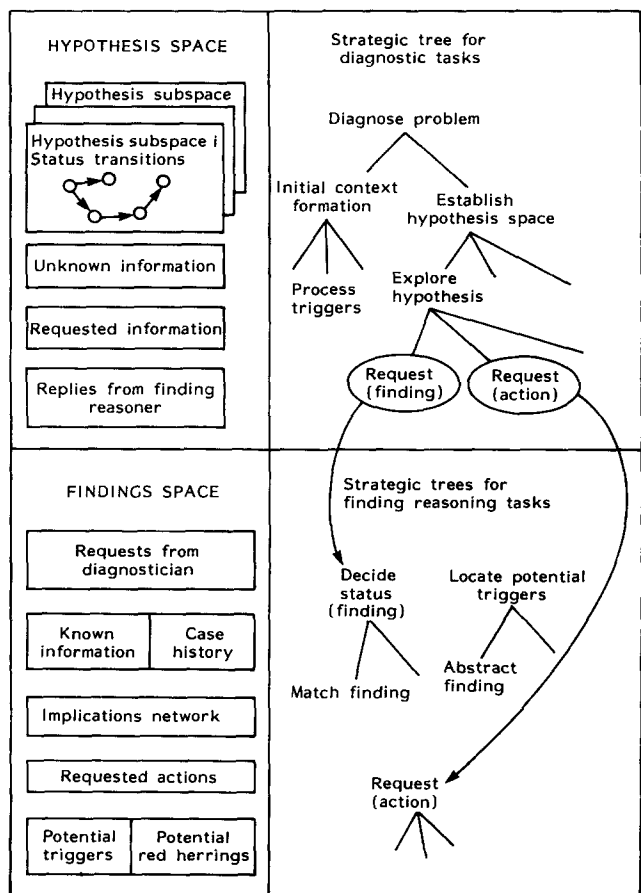 HYPOTHESIS SPACE
Hypothesis subspace
Hypothesis subspace i
Status transitions
Unknown information
Requested information
Replies from finding
reasoner
Strategic tree for
diagnostic tasks
Diagnose problem
Initial context
formation
Establish
hypothesis space
Process
triggers
Explore
hypothesis
Request
(finding)
Request
(action)
FINDINGS SPACE
Requests from
diagnostician
Known
information
Case
history
Implications network
Requested actions
Potential
triggers
Potential
red herrings
Strategic trees for
finding reasoning tasks
Decide
status
(finding)
Locate potential
triggers
Match finding
Abstract
finding
Request
(action)